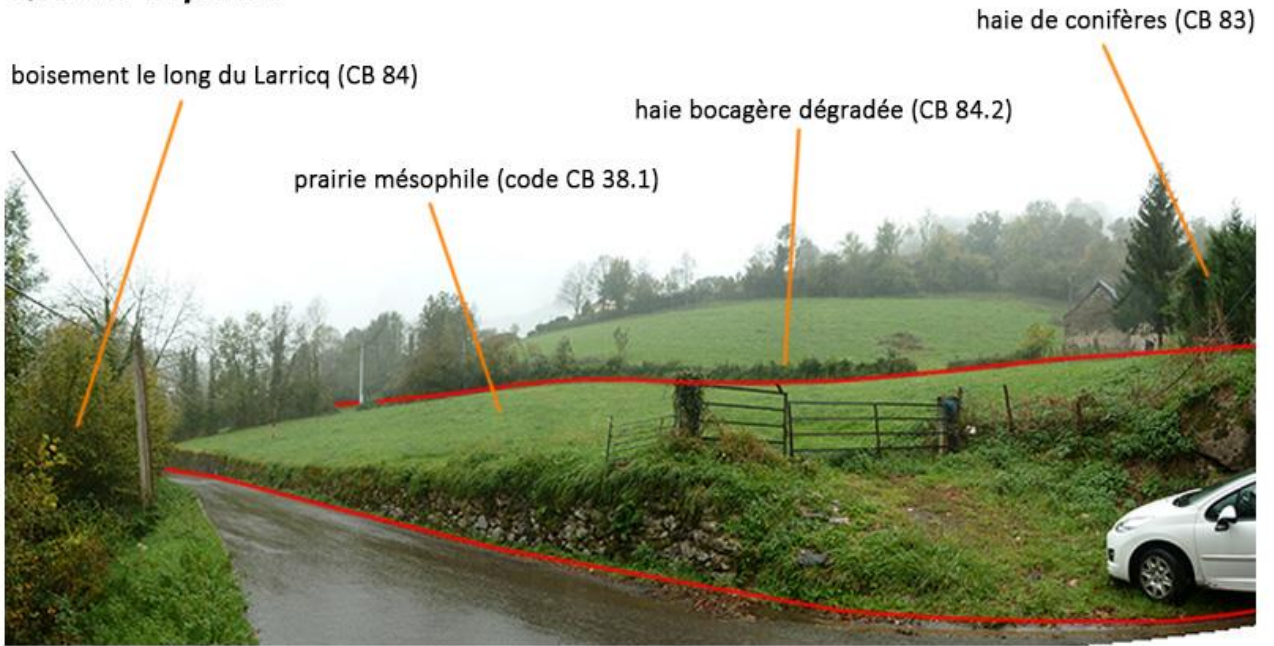 haie de conifères (CB 83)
boisement le long du Larricq (CB 84)
haie bocagère dégradée (CB 84.2)
prairie mésophile (code CB 38.1)